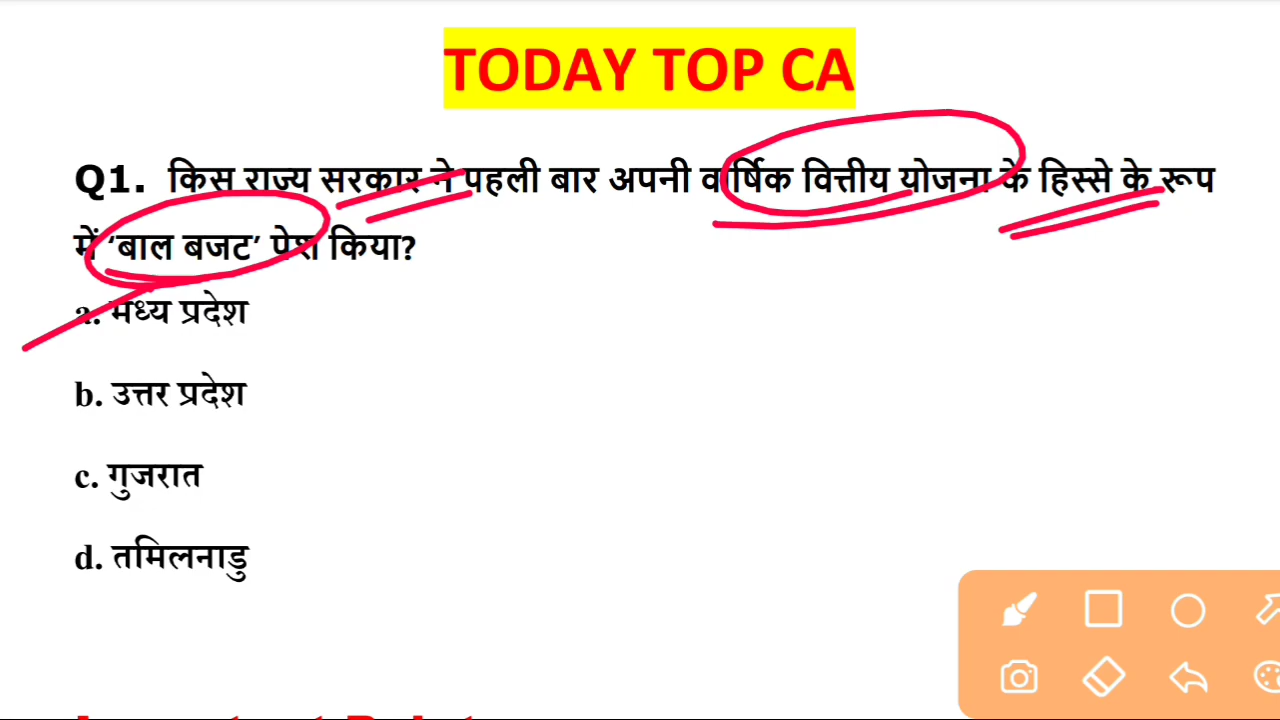 TODAY TOP CA
Q1. किस राज्य सरकार ने पहली बार अपनी वार्षिक वित्तीय योजना के हिस्से के रूप
में ‘बाल बजट’ पेश किया?
a. मध्य प्रदेश
b. उत्तर प्रदेश
c. गुजरात
d. तमिलनाडु